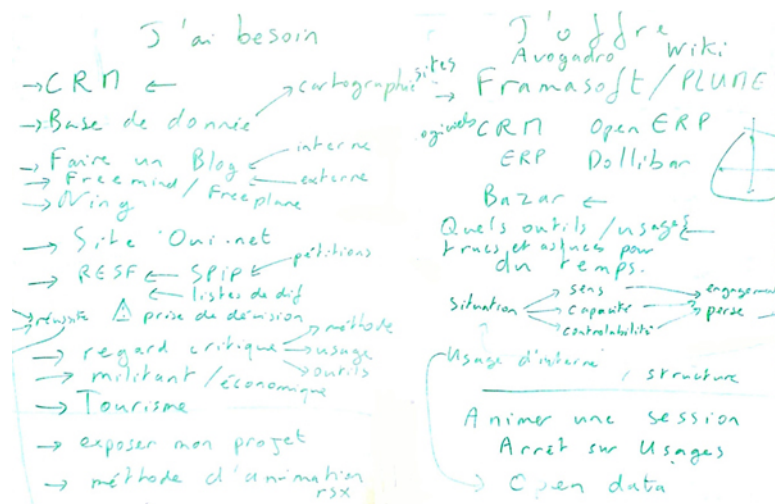 J'ai besoin
→ CRM ←
→ Base de donnée → cartographie
→ Faire un Blog ← interne
← externe
→ Freemind / Freeplane
→ Ning
→ Site Oui.net
→ RESF ← SPIP ← pétitions
← listes de dif
→ réussite ⚠ prise de décision
→ regard critique → méthode
→ usage
→ outils
→ militant / économique
→ Tourisme
→ exposer mon projet
→ méthode d'animation
rsx
J'offre
Avogadro Wiki
sites → Framasoft / PLUME
logiciels CRM Open ERP
ERP Dollibar
Bazar ←
Quels outils / usages ←
trucs et astuces pour
du temps.
Situation → sens → engagement
→ capacité → perse
→ controlabilité
Usage d'interne
/ structure
Animer une session
Arrêt sur Usages
→ Open data